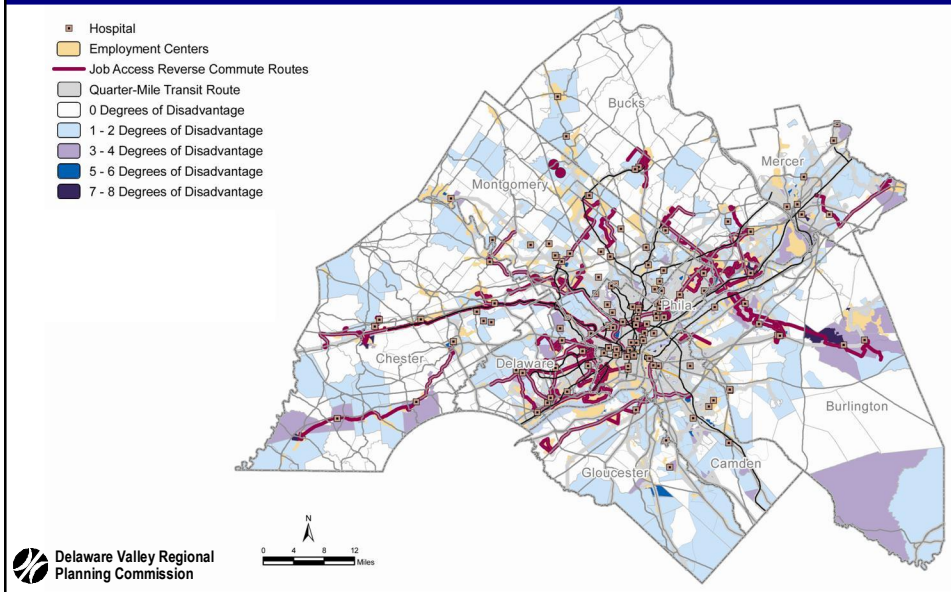 Hospital
Employment Centers
Job Access Reverse Commute Routes
Quarter-Mile Transit Route
0 Degrees of Disadvantage
1 - 2 Degrees of Disadvantage
3 - 4 Degrees of Disadvantage
5 - 6 Degrees of Disadvantage
7 - 8 Degrees of Disadvantage
Bucks
Mercer
Montgomery
Phila.
Chester
Delaware
Burlington
Gloucester
Camden
N
0 4 8 12
Miles
Delaware Valley Regional
Planning Commission